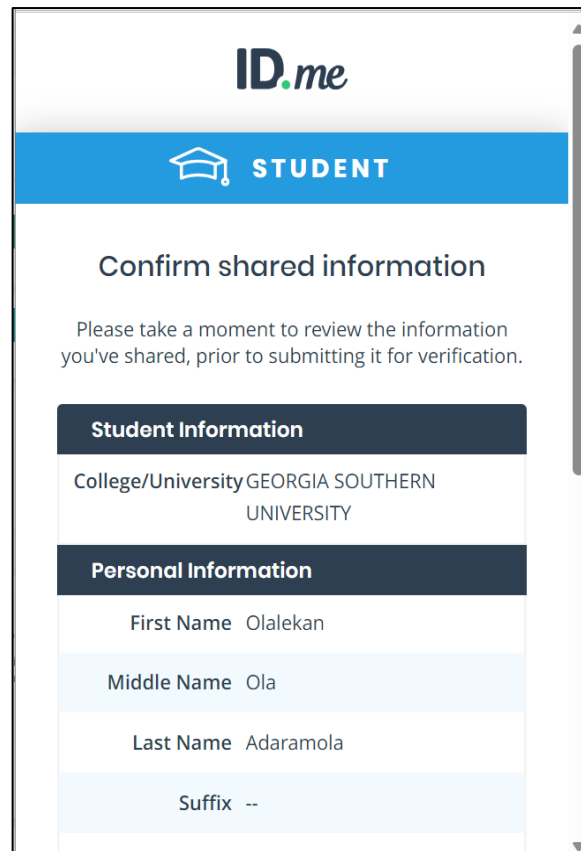 ID.me
STUDENT
Confirm shared information
Please take a moment to review the information
you've shared, prior to submitting it for verification.
Student Information
College/University GEORGIA SOUTHERN
UNIVERSITY
Personal Information
First Name Olalekan
Middle Name Ola
Last Name Adaramola
Suffix --